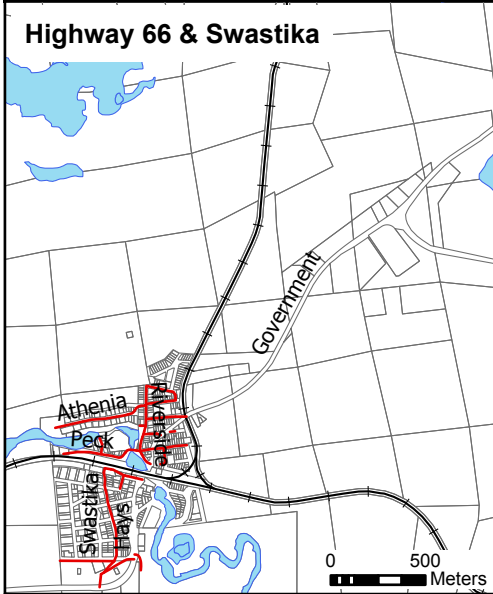 Highway 66 & Swastika
Government
Athenia
Riverside
Peck
Swastika
Hays
0 500
Meters